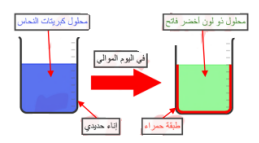 محلول ذو لون أخضر فاتح
محلول كبريتات النحاس
في اليوم الموالي
طبقة حمراء
إناء حديدي